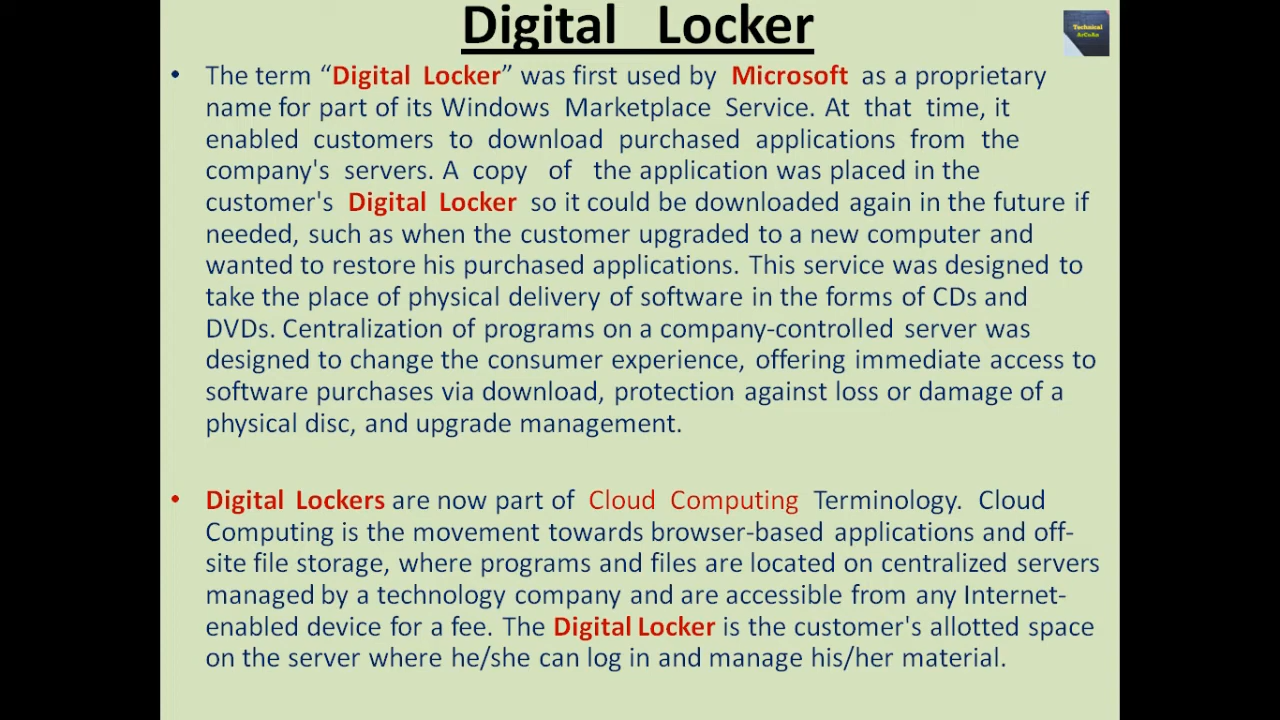 Digital Locker
Technical
ArCoAs
• The term “Digital Locker” was first used by Microsoft as a proprietary
name for part of its Windows Marketplace Service. At that time, it
enabled customers to download purchased applications from the
company's servers. A copy of the application was placed in the
customer's Digital Locker so it could be downloaded again in the future if
needed, such as when the customer upgraded to a new computer and
wanted to restore his purchased applications. This service was designed to
take the place of physical delivery of software in the forms of CDs and
DVDs. Centralization of programs on a company-controlled server was
designed to change the consumer experience, offering immediate access to
software purchases via download, protection against loss or damage of a
physical disc, and upgrade management.
• Digital Lockers are now part of Cloud Computing Terminology. Cloud
Computing is the movement towards browser-based applications and off-
site file storage, where programs and files are located on centralized servers
managed by a technology company and are accessible from any Internet-
enabled device for a fee. The Digital Locker is the customer's allotted space
on the server where he/she can log in and manage his/her material.